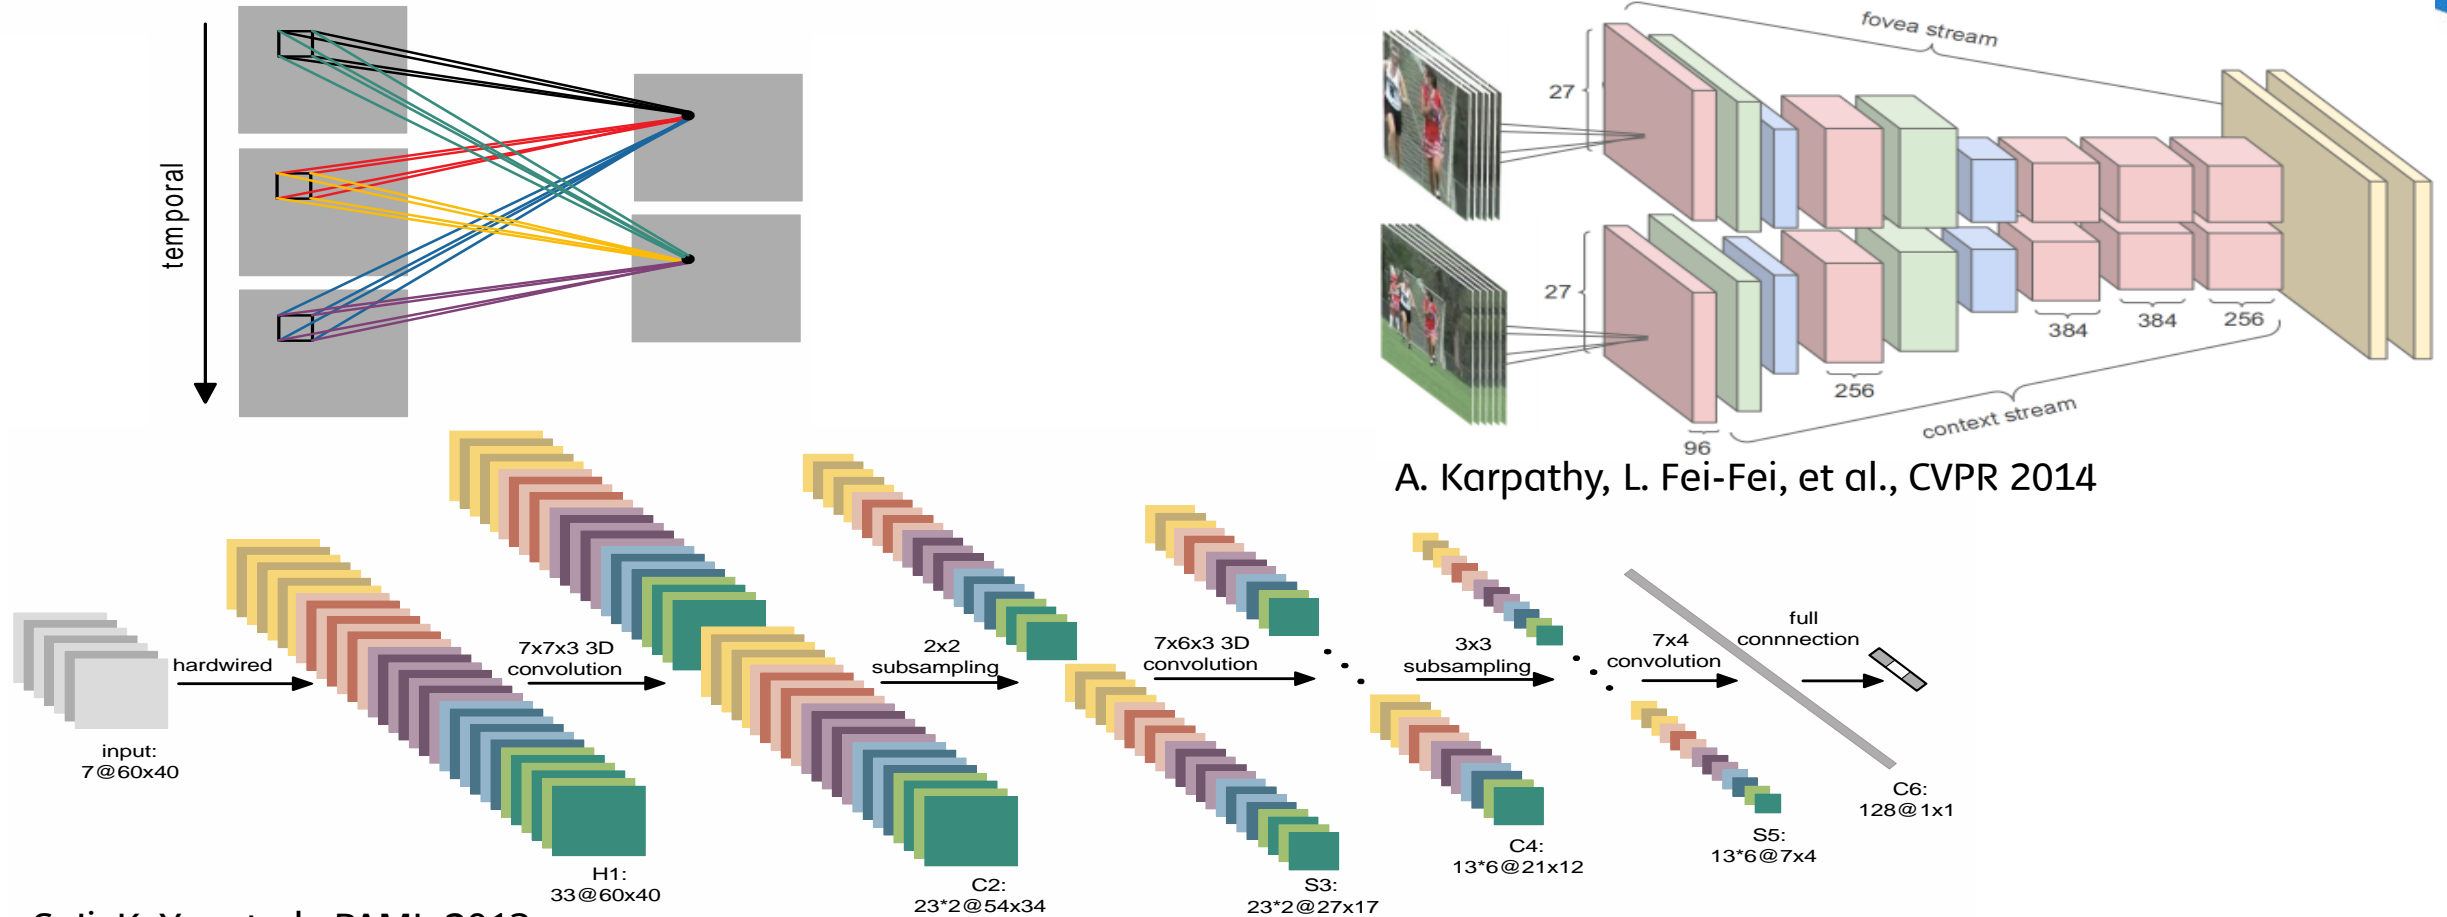 temporal
fovea stream
27
27
384
384
256
256
context stream
96
A. Karpathy, L. Fei-Fei, et al., CVPR 2014
hardwired
7x7x3 3D
convolution
2x2
subsampling
7x6x3 3D
convolution
3x3
subsampling
7x4
convolution
full
connnection
input:
7@60x40
H1:
33@60x40
C2:
23*2@54x34
S3:
23*2@27x17
C4:
13*6@21x12
S5:
13*6@7x4
C6:
128@1x1